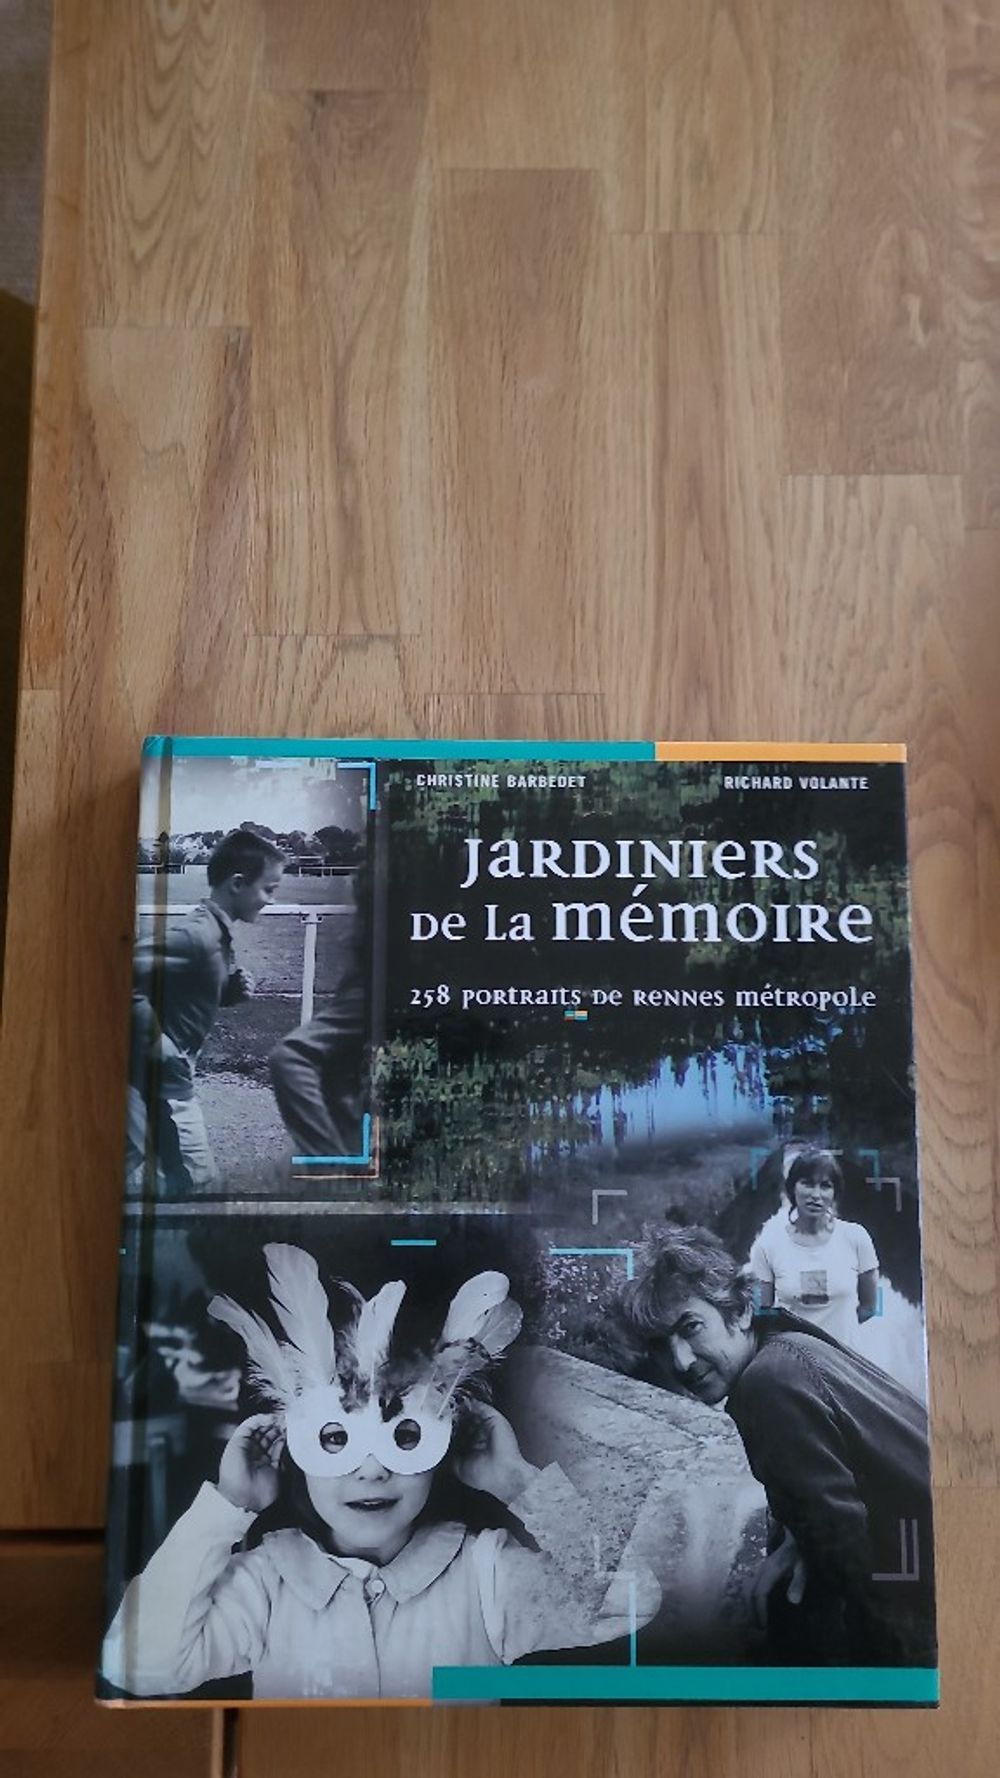 CHRISTINE BARBEDET
RICHARD VOLANTE
JARDINIERS
DE LA mémoire
258 PORTRAITS DE RENNES MÉTROPOLE